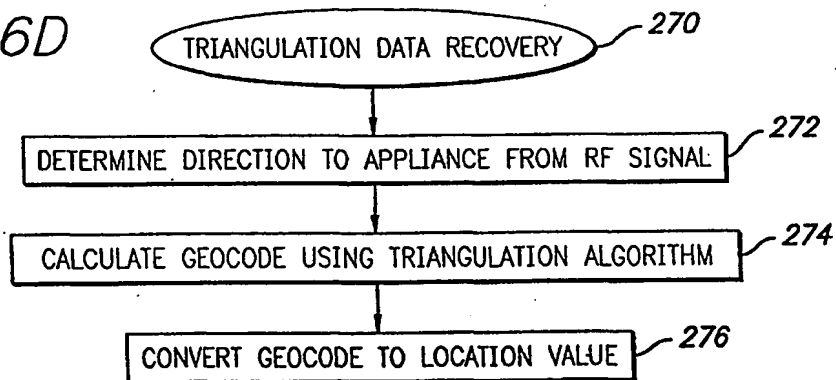 6D
TRIANGULATION DATA RECOVERY
270
DETERMINE DIRECTION TO APPLIANCE FROM RF SIGNAL
272
CALCULATE GEOCODE USING TRIANGULATION ALGORITHM
274
CONVERT GEOCODE TO LOCATION VALUE
276